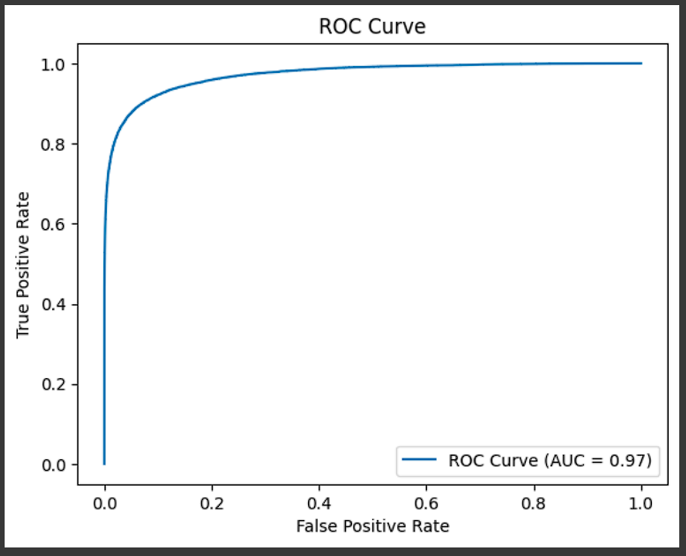 ROC Curve
True Positive Rate
1.0
0.8
0.6
0.4
0.2
0.0
ROC Curve (AUC = 0.97)
0.0 0.2 0.4 0.6 0.8 1.0
False Positive Rate